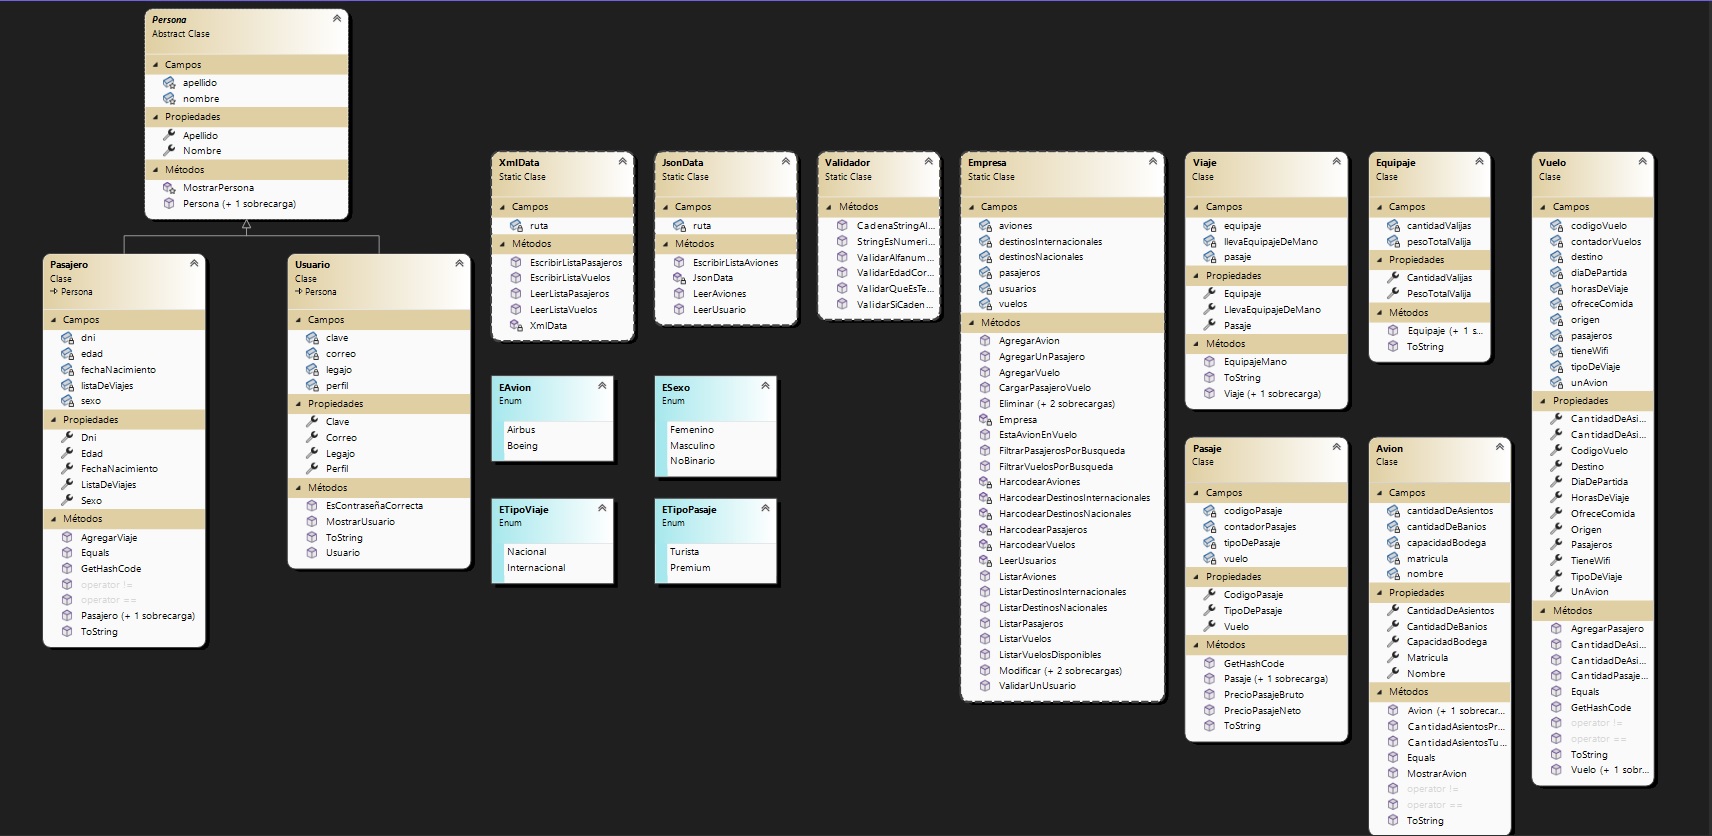 Persona
Abstract Clase
Campos
apellido
nombre
Propiedades
Apellido
Nombre
Métodos
MostrarPersona
Persona (+ 1 sobrecarga)
Pasajero
Clase
Persona
Campos
dni
edad
fechaNacimiento
listaDeViajes
sexo
Propiedades
Dni
Edad
FechaNacimiento
ListaDeViajes
Sexo
Métodos
AgregarViaje
Equals
GetHashCode
operator !=
operator ==
Pasajero (+ 1 sobrecarga)
ToString
Usuario
Clase
Persona
Campos
clave
correo
legajo
perfil
Propiedades
Clave
Correo
Legajo
Perfil
Métodos
EsContraseñaCorrecta
MostrarUsuario
ToString
Usuario
XmlData
Static Clase
Campos
ruta
Métodos
EscribirListaPasajeros
EscribirListaVuelos
LeerListaPasajeros
LeerListaVuelos
XmlData
JsonData
Static Clase
Campos
ruta
Métodos
EscribirListaAviones
JsonData
LeerAviones
LeerUsuario
Validador
Static Clase
Métodos
CadenaStringAl...
StringEsNumeri...
ValidarAlfanum...
ValidarEdadCor...
ValidarQueEsTe...
ValidarSiCaden...
EAvion
Enum
Airbus
Boeing
ESexo
Enum
Femenino
Masculino
NoBinario
ETipoViaje
Enum
Nacional
Internacional
ETipoPasaje
Enum
Turista
Premium
Empresa
Static Clase
Campos
aviones
destinosInternacionales
destinosNacionales
pasajeros
usuarios
vuelos
Métodos
AgregarAvion
AgregarUnPasajero
AgregarVuelo
CargarPasajeroVuelo
Eliminar (+ 2 sobrecargas)
Empresa
EstaAvionEnVuelo
FiltrarPasajerosPorBusqueda
FiltrarVuelosPorBusqueda
HarcodearAviones
HarcodearDestinosInternacionales
HarcodearDestinosNacionales
HarcodearPasajeros
HarcodearVuelos
LeerUsuarios
ListarAviones
ListarDestinosInternacionales
ListarDestinosNacionales
ListarPasajeros
ListarVuelos
ListarVuelosDisponibles
Modificar (+ 2 sobrecargas)
ValidarUnUsuario
Viaje
Clase
Campos
equipaje
llevaEquipajeDeMano
pasaje
Propiedades
Equipaje
LlevaEquipajeDeMano
Pasaje
Métodos
EquipajeMano
ToString
Viaje (+ 1 sobrecarga)
Equipaje
Clase
Campos
cantidadValijas
pesoTotalValija
Propiedades
CantidadValijas
PesoTotalValija
Métodos
Equipaje (+ 1 s...
ToString
Pasaje
Clase
Campos
codigoPasaje
contadorPasajes
tipoDePasaje
vuelo
Propiedades
CodigoPasaje
TipoDePasaje
Vuelo
Métodos
GetHashCode
Pasaje (+ 1 sobrecarga)
PrecioPasajeBruto
PrecioPasajeNeto
ToString
Avion
Clase
Campos
cantidadDeAsientos
cantidadDeBanios
capacidadBodega
matricula
nombre
Propiedades
CantidadDeAsientos
CantidadDeBanios
CapacidadBodega
Matricula
Nombre
Métodos
Avion (+ 1 sobrecar...
CantidadAsientosPr...
CantidadAsientosTu...
Equals
MostrarAvion
operator !=
operator ==
ToString
Vuelo
Clase
Campos
codigoVuelo
contadorVuelos
destino
diaDePartida
horasDeViaje
ofreceComida
origen
pasajeros
tieneWifi
tipoDeViaje
unAvion
Propiedades
CantidadDeAsi...
CantidadDeAsi...
CodigoVuelo
Destino
DiaDePartida
HorasDeViaje
OfreceComida
Origen
Pasajeros
TieneWifi
TipoDeViaje
UnAvion
Métodos
AgregarPasajero
CantidadDeAsi...
CantidadDeAsi...
CantidadPasaje...
Equals
GetHashCode
operator !=
operator ==
ToString
Vuelo (+ 1 sobr...